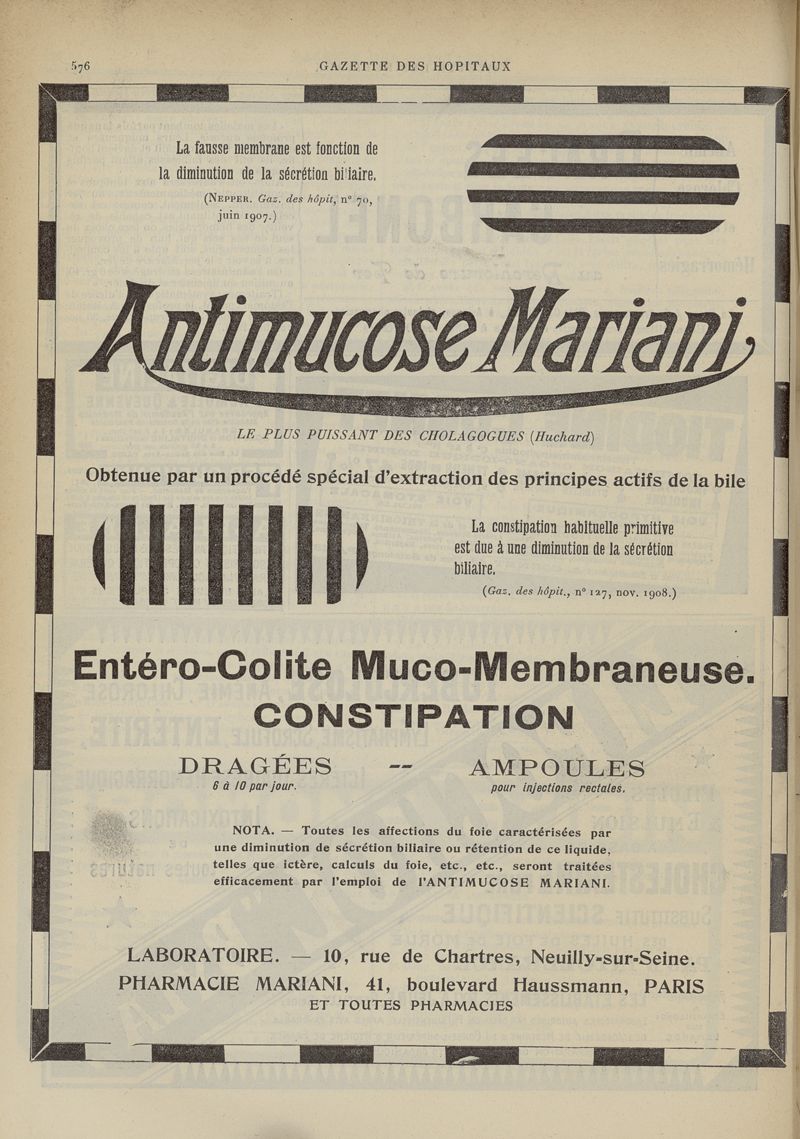 576
GAZETTE DES HOPITAUX
La fausse membrane est fonction de
la diminution de la sécrétion biliaire.
(NEPPER. Gaz. des hôpit, n° 70,
juin 1907.)
Antimucose Mariani
LE PLUS PUISSANT DES CHOLAGOGUES (Huchard)
Obtenue par un procédé spécial d'extraction des principes actifs de la bile
La constipation habituelle primitive
est due à une diminution de la sécrétion
biliaire.
(Gaz. des hôpit., n° 127, nov. 1908.)
Entéro-Colite Muco-Membraneuse.
CONSTIPATION
DRAGÉES -- AMPOULES
6 à 10 par jour. pour injections rectales.
NOTA. — Toutes les affections du foie caractérisées par
une diminution de sécrétion biliaire ou rétention de ce liquide,
telles que ictère, calculs du foie, etc., etc., seront traitées
efficacement par l'emploi de l'ANTIMUCOSE MARIANI.
LABORATOIRE. — 10, rue de Chartres, Neuilly-sur-Seine.
PHARMACIE MARIANI, 41, boulevard Haussmann, PARIS
ET TOUTES PHARMACIES